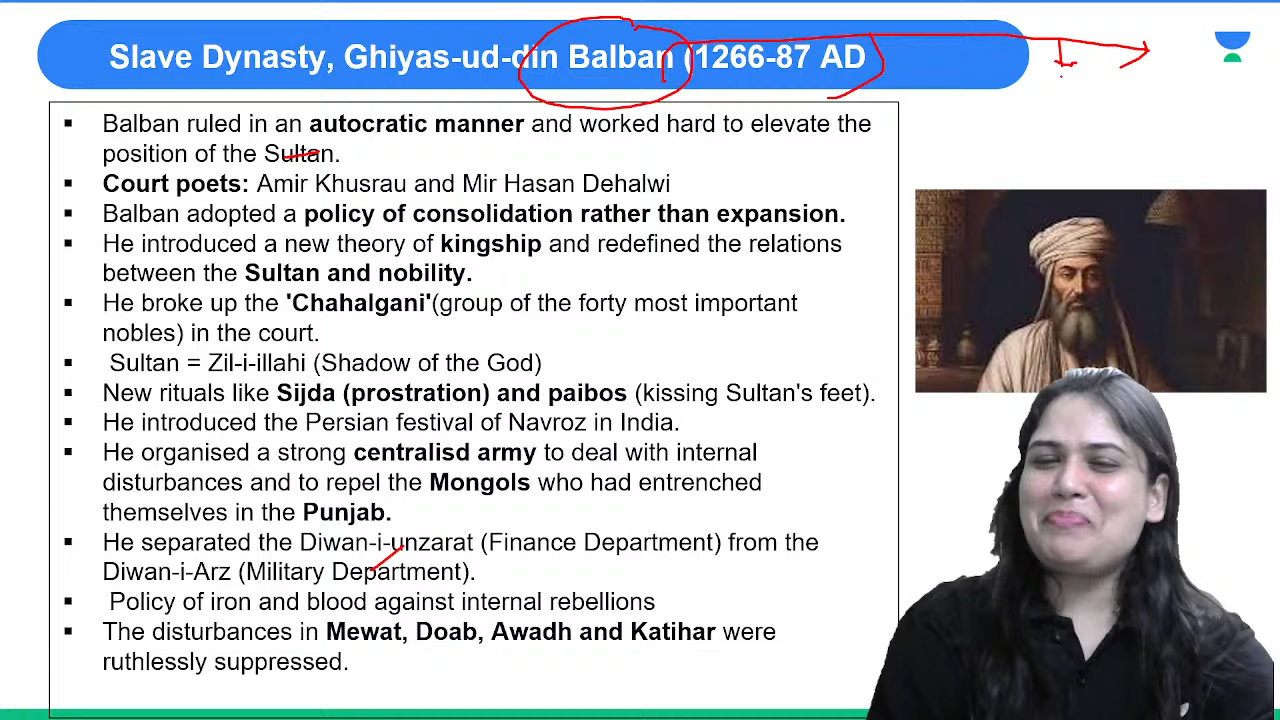 Slave Dynasty, Ghiyas-ud-din Balban (1266-87 AD
▪ Balban ruled in an autocratic manner and worked hard to elevate the
position of the Sultan.
▪ Court poets: Amir Khusrau and Mir Hasan Dehalwi
▪ Balban adopted a policy of consolidation rather than expansion.
▪ He introduced a new theory of kingship and redefined the relations
between the Sultan and nobility.
▪ He broke up the 'Chahalgani'(group of the forty most important
nobles) in the court.
▪ Sultan = Zil-i-illahi (Shadow of the God)
▪ New rituals like Sijda (prostration) and paibos (kissing Sultan's feet).
▪ He introduced the Persian festival of Navroz in India.
▪ He organised a strong centralisd army to deal with internal
disturbances and to repel the Mongols who had entrenched
themselves in the Punjab.
▪ He separated the Diwan-i-unzarat (Finance Department) from the
Diwan-i-Arz (Military Department).
▪ Policy of iron and blood against internal rebellions
▪ The disturbances in Mewat, Doab, Awadh and Katihar were
ruthlessly suppressed.